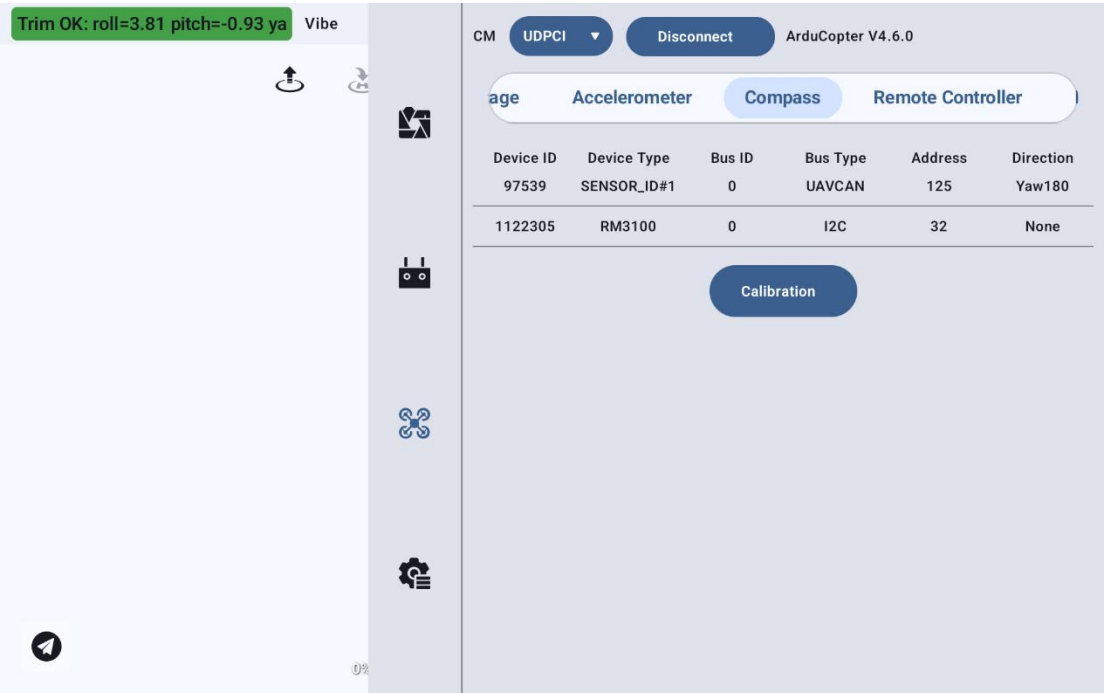 Trim OK: roll=3.81 pitch=-0.93 ya Vibe
CM UDPCI Disconnect ArduCopter V4.6.0
age Accelerometer Compass Remote Controller
Device ID Device Type Bus ID Bus Type Address Direction
97539 SENSOR_ID#1 0 UAVCAN 125 Yaw180
1122305 RM3100 0 I2C 32 None
Calibration
0%